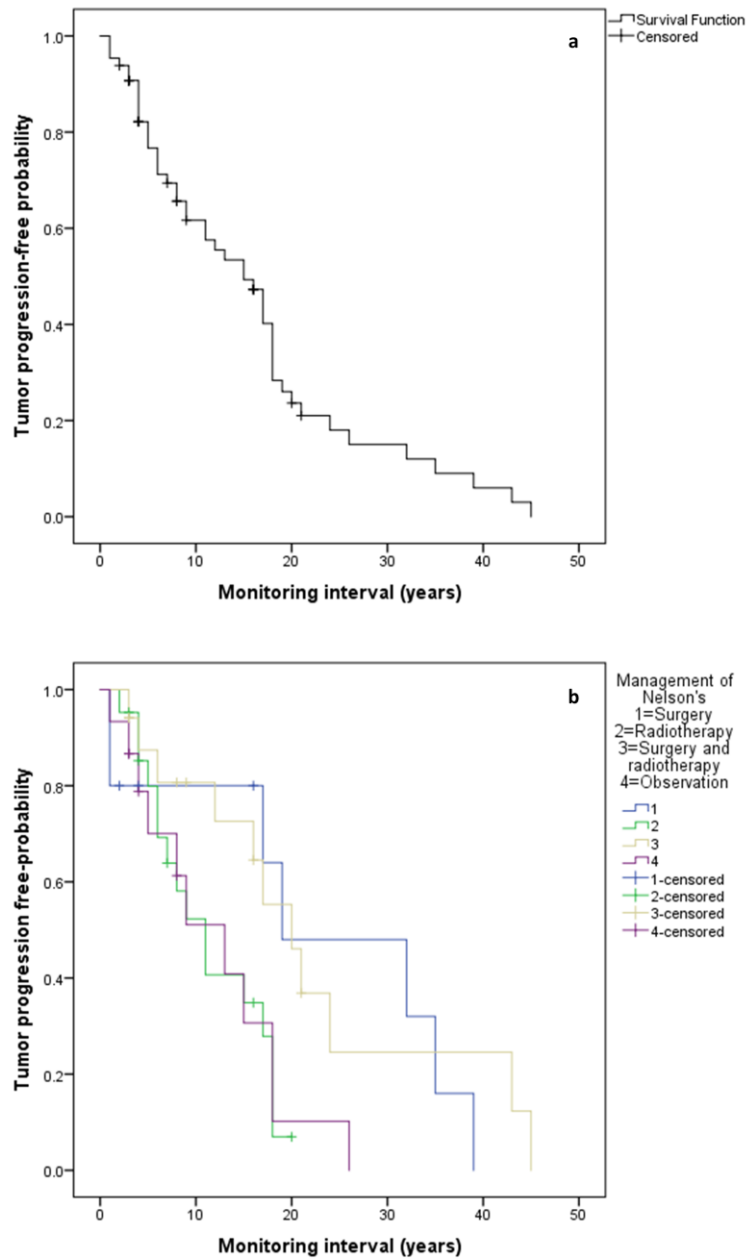 a
Survival Function
Censored
Tumor progression-free probability
1.0
0.8
0.6
0.4
0.2
0.0
0 10 20 30 40 50
Monitoring interval (years)
b
Management of
Nelson's
1=Surgery
2=Radiotherapy
3=Surgery and
radiotherapy
4=Observation
1
2
3
4
1-censored
2-censored
3-censored
4-censored
Tumor progression free-probability
1.0
0.8
0.6
0.4
0.2
0.0
0 10 20 30 40 50
Monitoring interval (years)